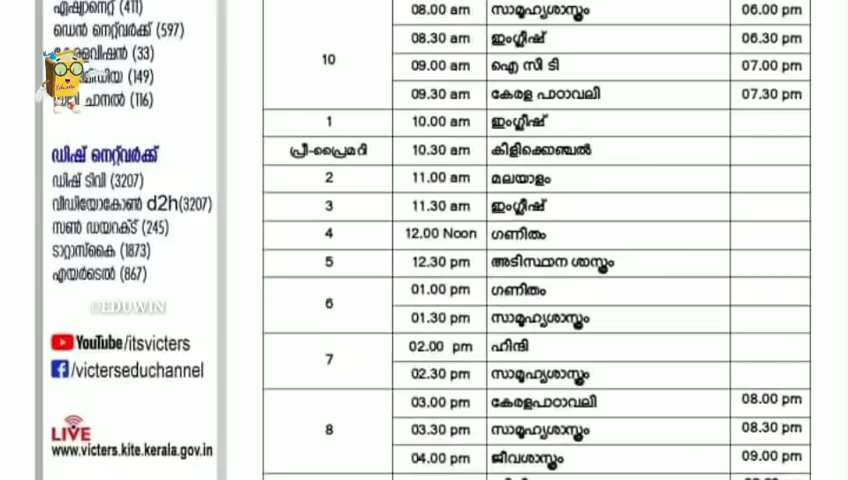 ഏഷ്യാനെറ്റ് (411)
ഡെൻ നെറ്റ്‌വർക്ക് (597)
കേരളവിഷൻ (33)
(149)
സിറ്റി ചാനൽ (116)
ഡിഷ് നെറ്റ്‌വർക്ക്
ഡിഷ് ടിവി (3207)
വീഡിയോകോൺ d2h(3207)
സൺ ഡയറക്ട് (245)
ടാറ്റാസ്കൈ (1873)
എയർടെൽ (867)
©EDUWIN
YouTube/itsvicters
/victerseduchannel
LIVE
www.victers.kite.kerala.gov.in
08.00 am സാമൂഹ്യശാസ്ത്രം 06.00 pm
08.30 am ഇംഗ്ലീഷ് 06.30 pm
10
09.00 am ഐ സി ടി 07.00 pm
09.30 am കേരള പാഠാവലി 07.30 pm
1 10.00 am ഇംഗ്ലീഷ്
പ്രീ-പ്രൈമറി 10.30 am കിളിക്കൊഞ്ചൽ
2 11.00 am മലയാളം
3 11.30 am ഇംഗ്ലീഷ്
4 12.00 Noon ഗണിതം
5 12.30 pm അടിസ്ഥാന ശാസ്ത്രം
6 01.00 pm ഗണിതം
01.30 pm സാമൂഹ്യശാസ്ത്രം
7 02.00 pm ഹിന്ദി
02.30 pm സാമൂഹ്യശാസ്ത്രം
03.00 pm കേരളപാഠാവലി 08.00 pm
8 03.30 pm സാമൂഹ്യശാസ്ത്രം 08.30 pm
04.00 pm ജീവശാസ്ത്രം 09.00 pm